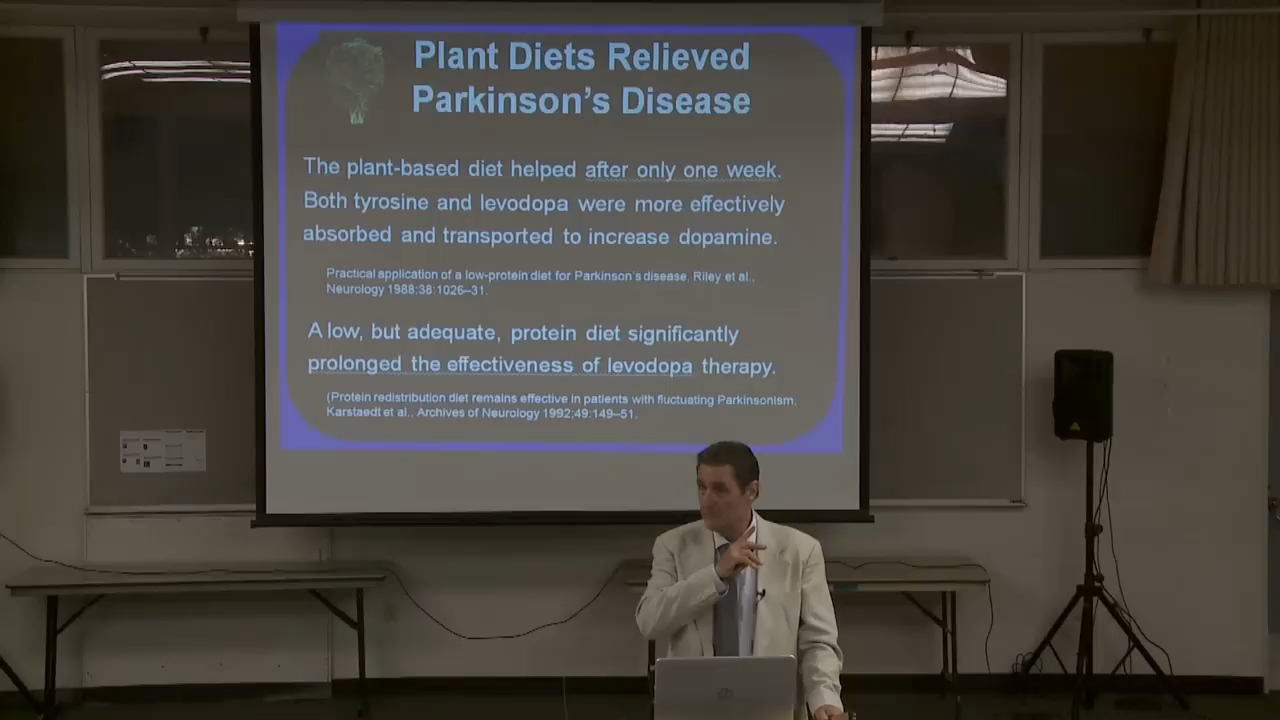 Plant Diets Relieved
Parkinson's Disease
The plant-based diet helped after only one week.
Both tyrosine and levodopa were more effectively
absorbed and transported to increase dopamine.
Practical application of a low-protein diet for Parkinson's disease. Riley et al.,
Neurology 1988;38:1026–31.
A low, but adequate, protein diet significantly
prolonged the effectiveness of levodopa therapy.
(Protein redistribution diet remains effective in patients with fluctuating Parkinsonism.
Karstaedt et al., Archives of Neurology 1992;49:149–51.